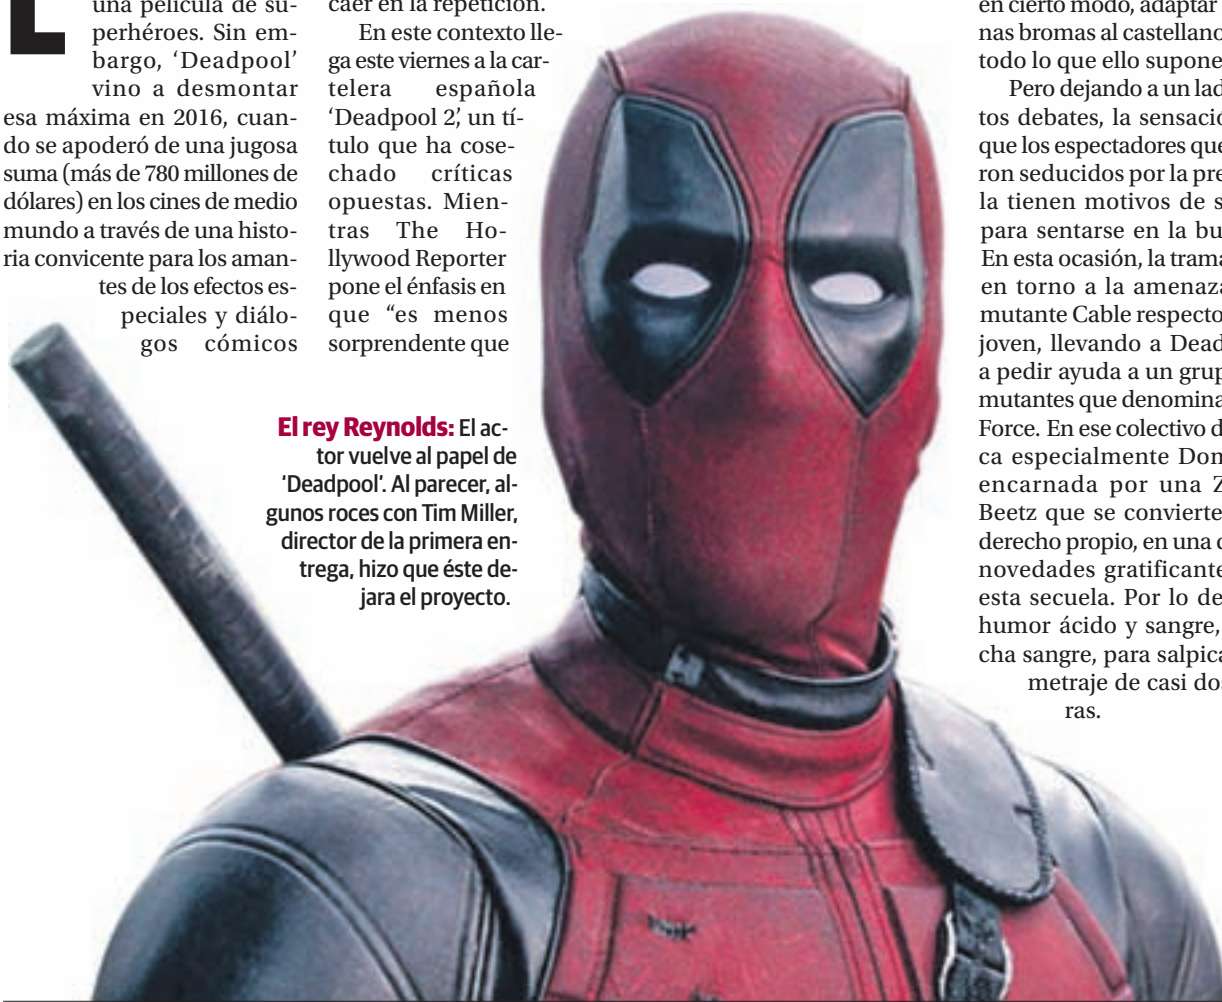 L
una película de su-
perhéroes. Sin em-
bargo, ‘Deadpool’
vino a desmontar
esa máxima en 2016, cuan-
do se apoderó de una jugosa
suma (más de 780 millones de
dólares) en los cines de medio
mundo a través de una histo-
ria convicente para los aman-
tes de los efectos es-
peciales y diálo-
gos cómicos
caer en la repetición.
En este contexto lle-
ga este viernes a la car-
telera española
‘Deadpool 2’, un tí-
tulo que ha cose-
chado críticas
opuestas. Mien-
tras The Ho-
llywood Reporter
pone el énfasis en
que “es menos
sorprendente que
El rey Reynolds: El ac-
tor vuelve al papel de
‘Deadpool’. Al parecer, al-
gunos roces con Tim Miller,
director de la primera en-
trega, hizo que éste de-
jara el proyecto.
en cierto modo, adaptar
nas bromas al castellano
todo lo que ello supone
Pero dejando a un lad
tos debates, la sensació
que los espectadores que
ron seducidos por la pre
la tienen motivos de s
para sentarse en la bu
En esta ocasión, la trama
en torno a la amenaza
mutante Cable respecto
joven, llevando a Dead
a pedir ayuda a un grup
mutantes que denomina
Force. En ese colectivo d
ca especialmente Dom
encarnada por una Z
Beetz que se convierte
derecho propio, en una d
novedades gratificante
esta secuela. Por lo de
humor ácido y sangre,
cha sangre, para salpica
metraje de casi dos
ras.